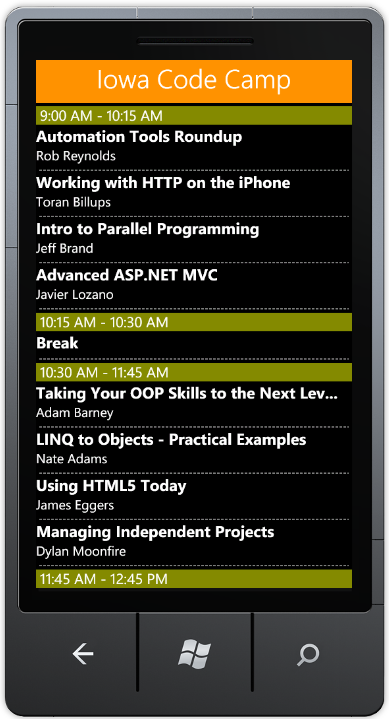 Iowa Code Camp
9:00 AM - 10:15 AM
Automation Tools Roundup
Rob Reynolds
Working with HTTP on the iPhone
Toran Billups
Intro to Parallel Programming
Jeff Brand
Advanced ASP.NET MVC
Javier Lozano
10:15 AM - 10:30 AM
Break
10:30 AM - 11:45 AM
Taking Your OOP Skills to the Next Lev...
Adam Barney
LINQ to Objects - Practical Examples
Nate Adams
Using HTML5 Today
James Eggers
Managing Independent Projects
Dylan Moonfire
11:45 AM - 12:45 PM